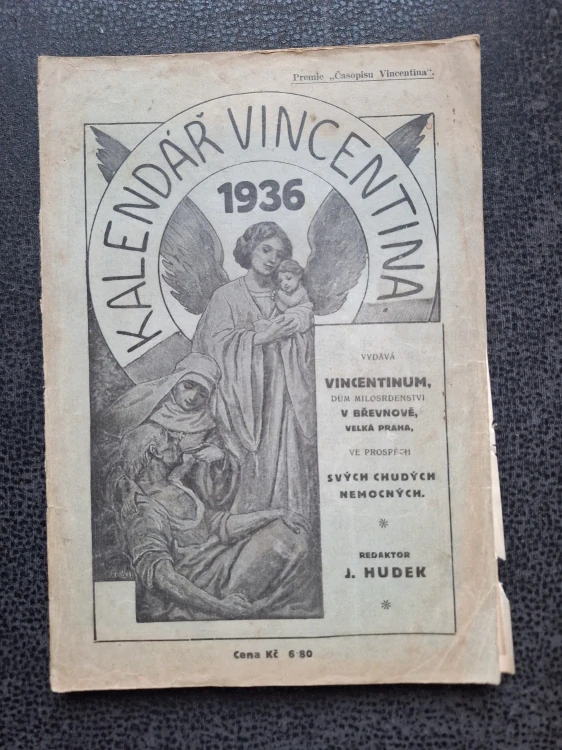 Premie „Časopisu Vincentina“.
KALENDÁŘ VINCENTINA
1936
VYDÁVÁ
VINCENTINUM,
DŮM MILOSRDENSTVÍ
V BŘEVNOVĚ,
VELKÁ PRAHA,
VE PROSPĚCH
SVÝCH CHUDÝCH
NEMOCNÝCH.
REDAKTOR
J. HUDEK
Cena Kč 6·80